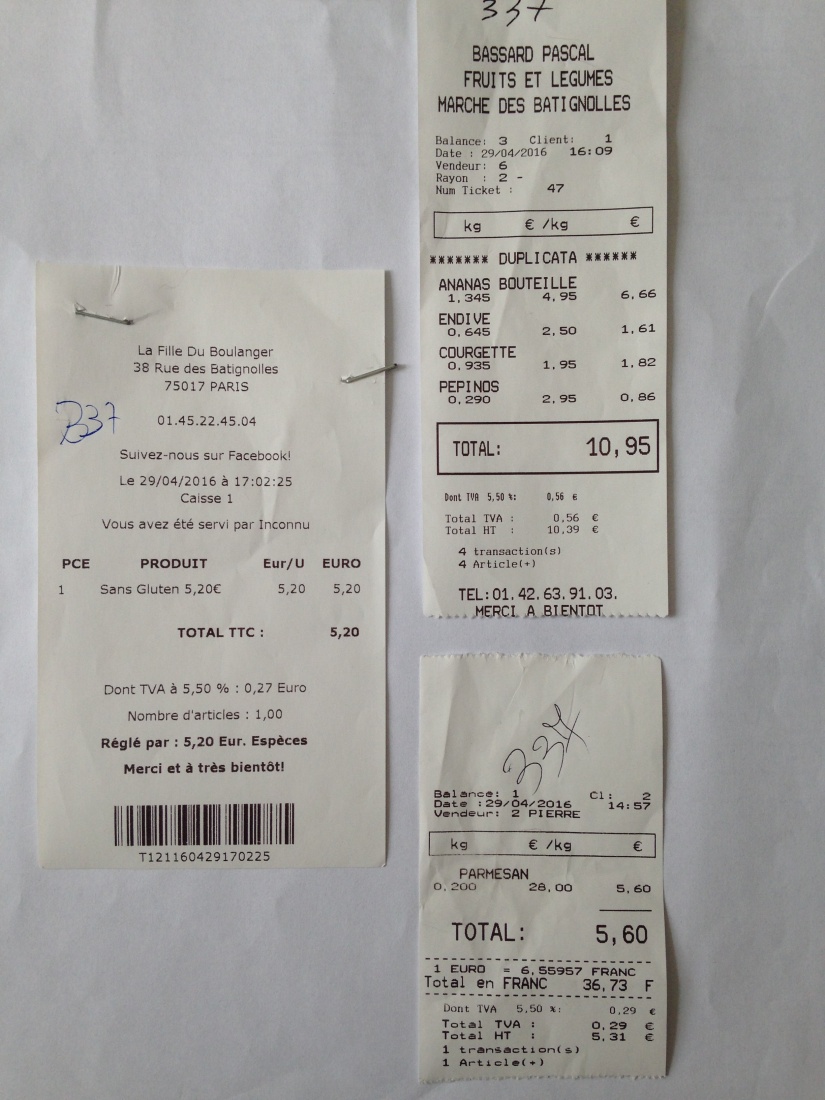 La Fille Du Boulanger
38 Rue des Batignolles
75017 PARIS
B37
01.45.22.45.04
Suivez-nous sur Facebook!
Le 29/04/2016 à 17:02:25
Caisse 1
Vous avez été servi par Inconnu
PCE PRODUIT Eur/U EURO
1 Sans Gluten 5,20€ 5,20 5,20
TOTAL TTC : 5,20
Dont TVA à 5,50 % : 0,27 Euro
Nombre d'articles : 1,00
Réglé par : 5,20 Eur. Espèces
Merci et à très bientôt!
T121160429170225
337
BASSARD PASCAL
FRUITS ET LEGUMES
MARCHE DES BATIGNOLLES
Balance: 3 Client: 1
Date : 29/04/2016 16:09
Vendeur: 6
Rayon : 2 -
Num Ticket : 47
kg € /kg €
******* DUPLICATA ******
ANANAS BOUTEILLE
1,345 4,95 6,66
ENDIVE
0,645 2,50 1,61
COURGETTE
0,935 1,95 1,82
PEPINOS
0,290 2,95 0,86
TOTAL: 10,95
Dont TVA 5,50 %: 0,56 €
Total TVA : 0,56 €
Total HT : 10,39 €
4 transaction(s)
4 Article(+)
TEL:01.42.63.91.03.
MERCI A BIENTOT
337
Balance: 1 Cl: 2
Date :29/04/2016 14:57
Vendeur: 2 PIERRE
kg € /kg €
PARMESAN
0,200 28,00 5,60
TOTAL: 5,60
1 EURO = 6,55957 FRANC
Total en FRANC 36,73 F
Dont TVA 5,50 %: 0,29 €
Total TVA : 0,29 €
Total HT : 5,31 €
1 transaction(s)
1 Article(+)